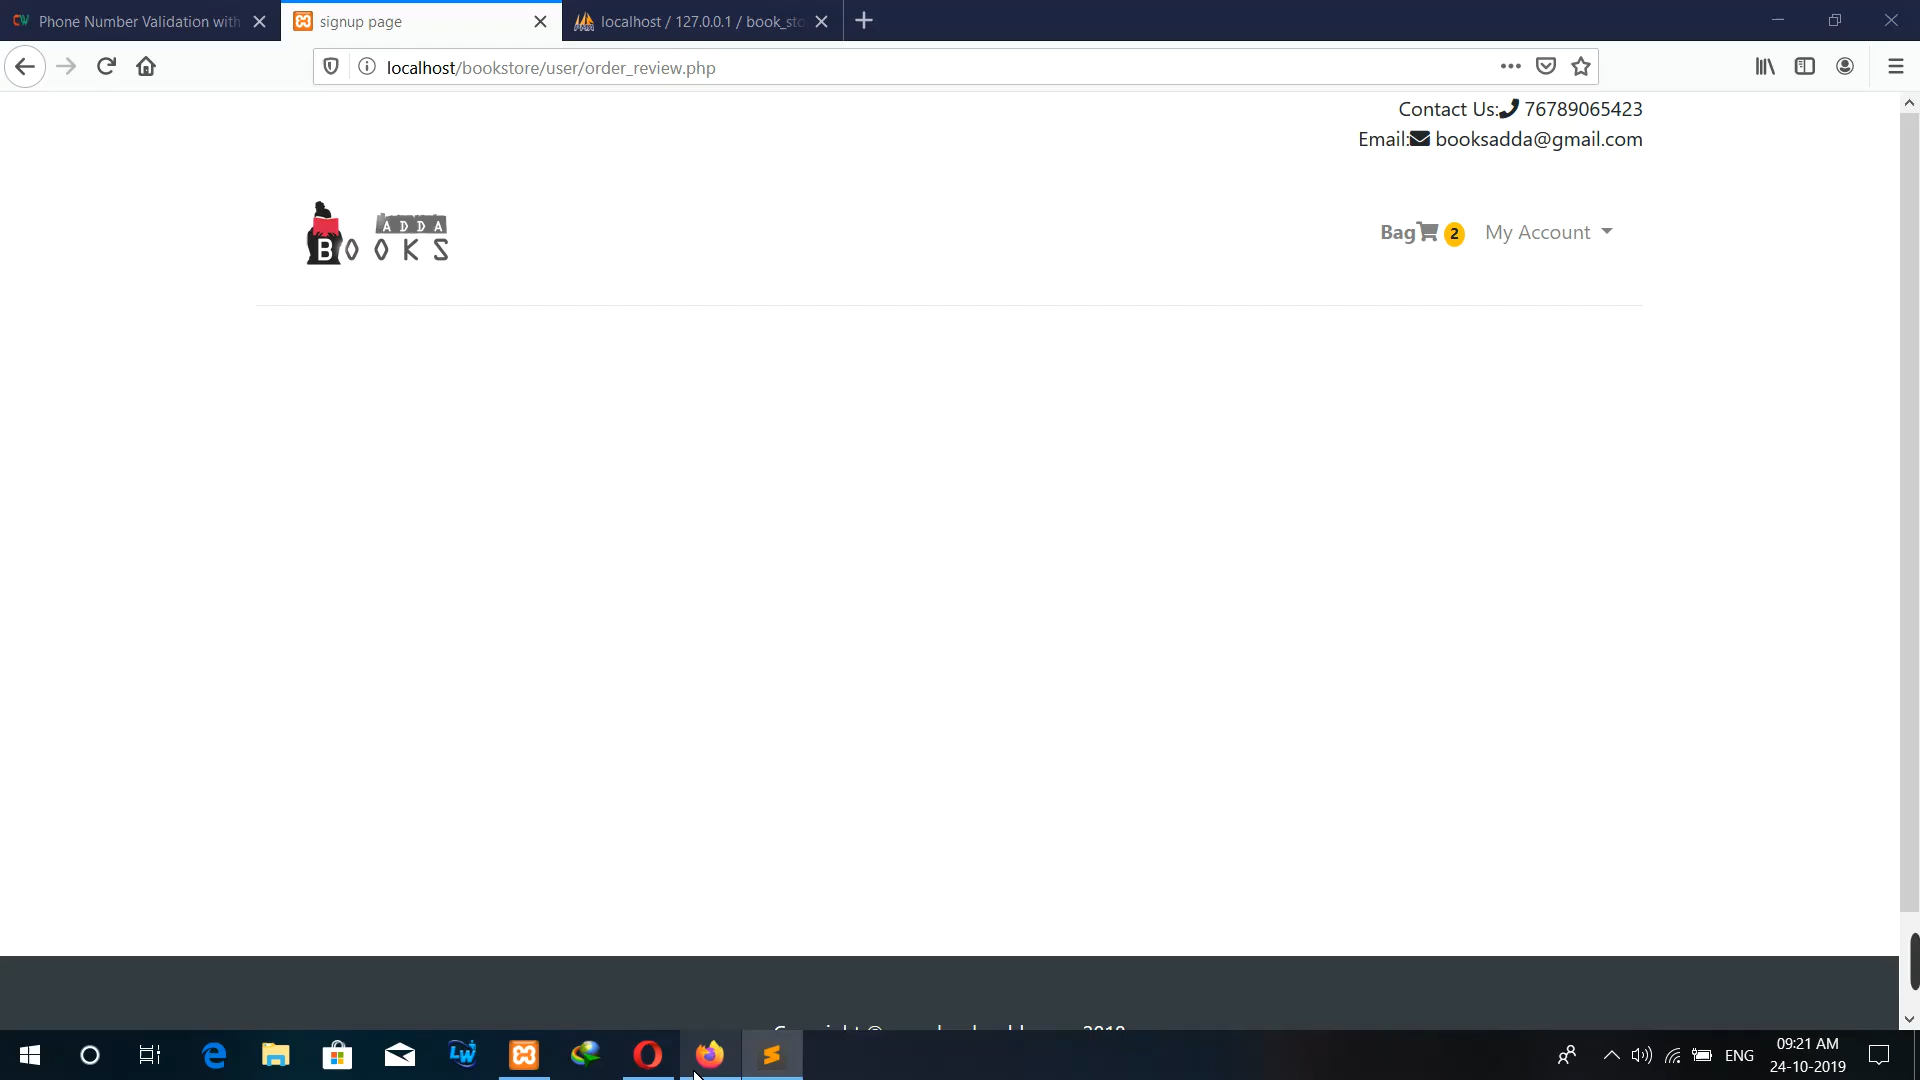 Phone Number Validation with
signup page
localhost / 127.0.0.1 / book_sto
localhost/bookstore/user/order_review.php
Contact Us: 76789065423
Email: booksadda@gmail.com
ADDA
BOOKS
Bag 2
My Account
ENG
09:21 AM
24-10-2019